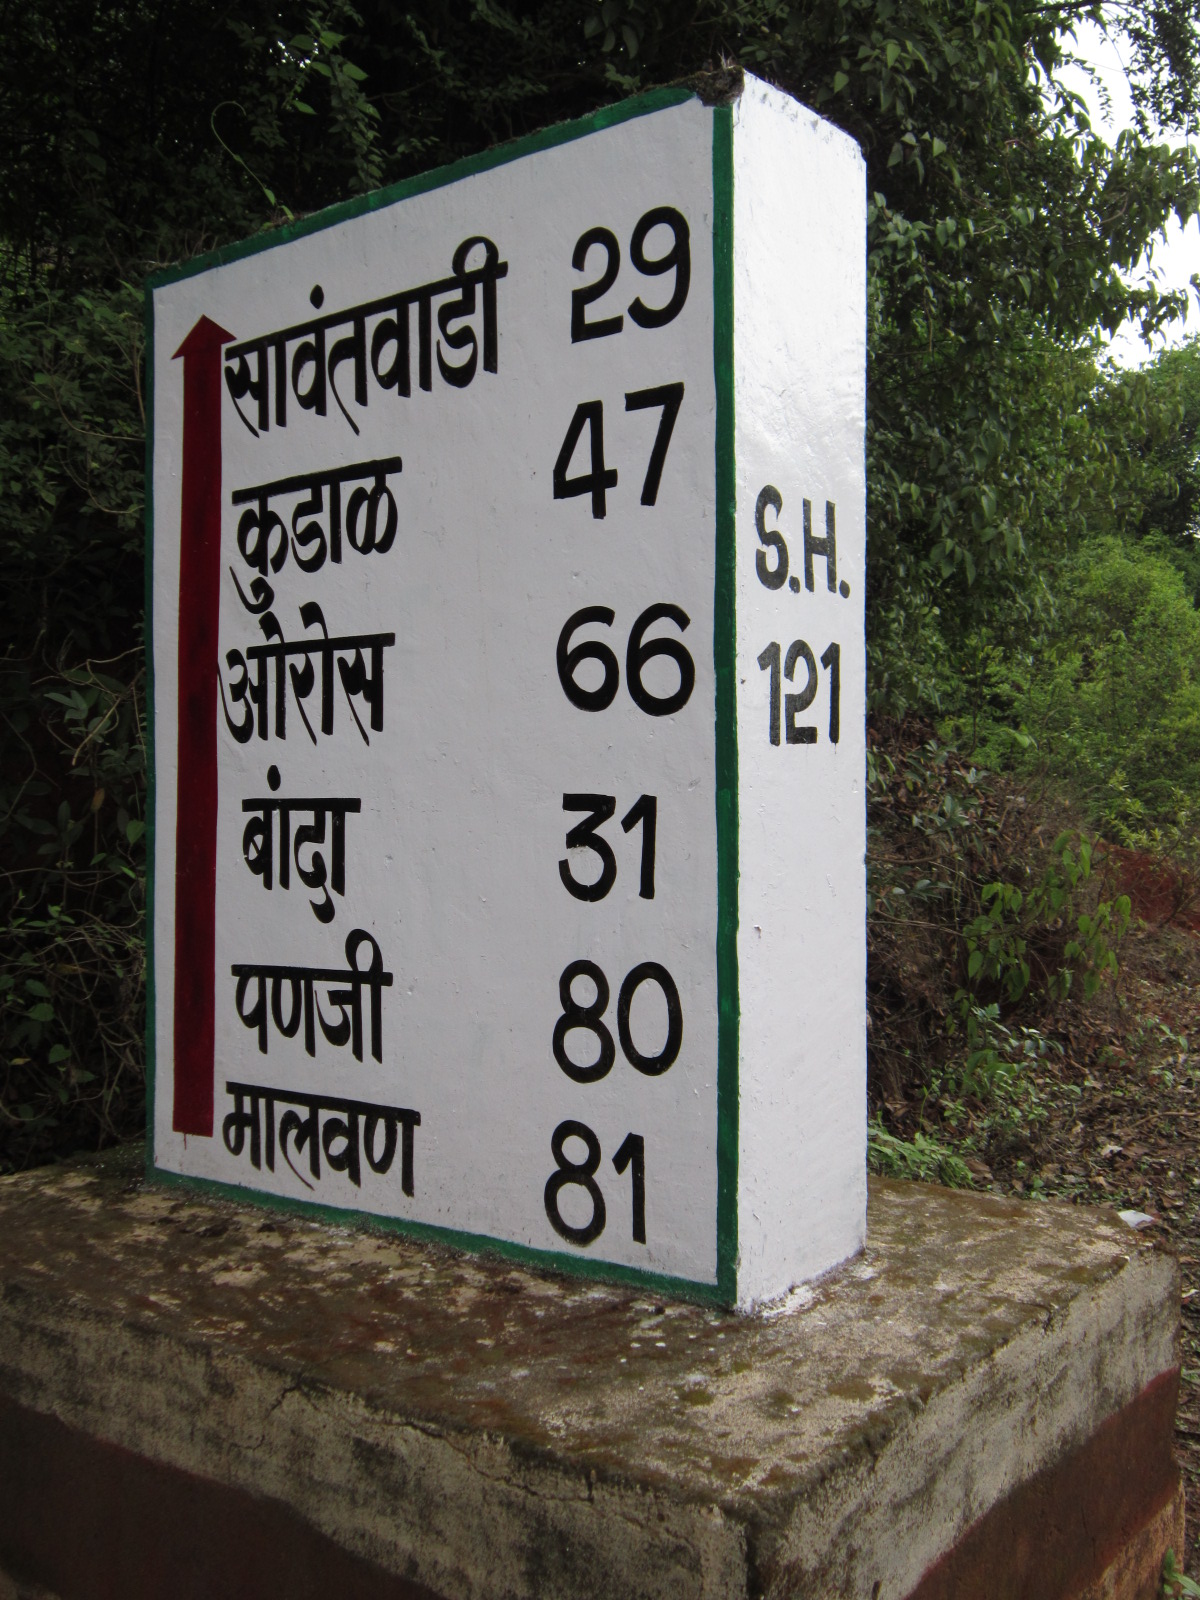 सावंतवाडी 29
कुडाळ 47
ओरोस 66
बांदा 31
पणजी 80
मालवण 81
S.H.
121